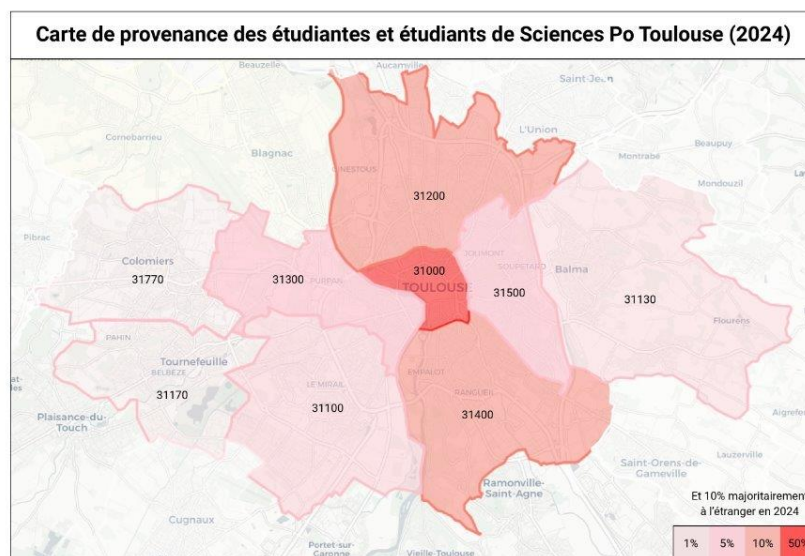 Carte de provenance des étudiantes et étudiants de Sciences Po Toulouse (2024)
Beauzelle
Aucamville
Saint-Jean
Cornebarrieu
L'Union
Blagnac
Montrabé
Beaupuy
GINESTOUS
Mondouzil
Pibrac
31200
Colomiers
31000
JOLIMONT
31770
31300
PURPAN
TOULOUSE
SOUPETARD
Balma
31500
31130
Flourens
PAHIN
Tournefeuille
BELBEZE
EMPALOT
31170
LE MIRAIL
RANGUEIL
31100
31400
Plaisance-du-
Touch
Aigrefeu
Lauzerville
Saint-Orens-de-
Gameville
Ramonville-
Saint-Agne
Cugnaux
Portet-sur-
Garonne
Vieille-Toulouse
Et 10% majoritairement
à l'étranger en 2024
1% 5% 10% 50%